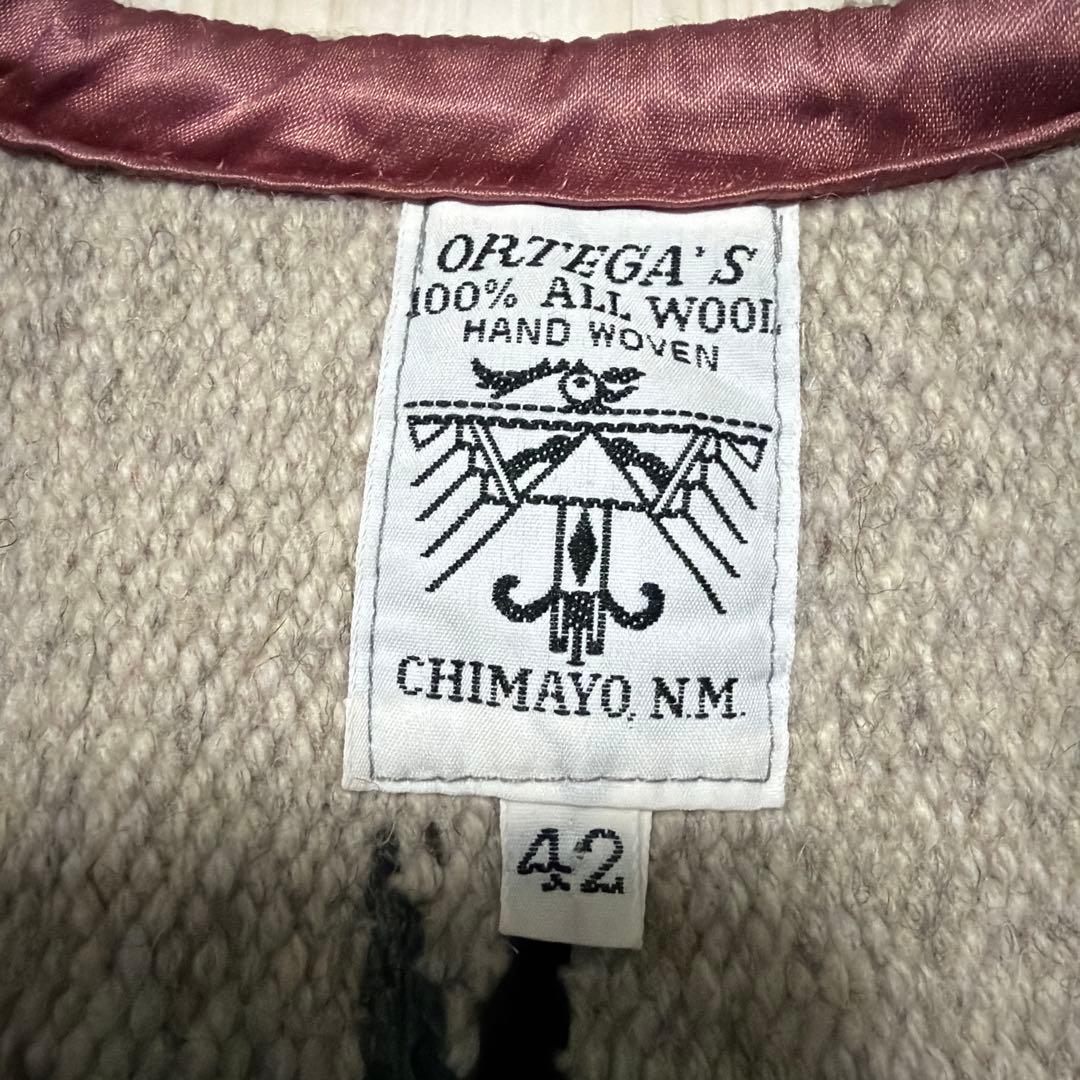 ORTEGA'S
100% ALL WOOL
HAND WOVEN
CHIMAYO, N.M.
42